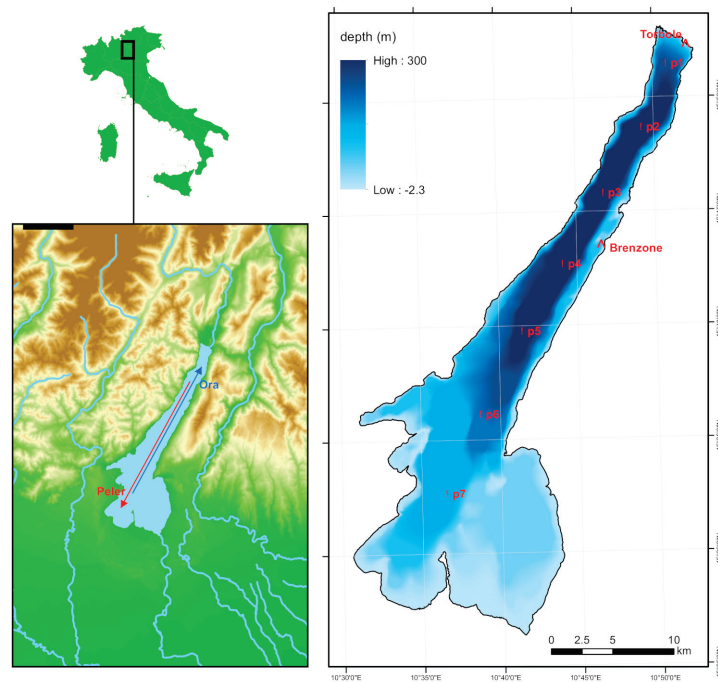 depth (m)
High : 300
Low : -2.3
Torbole
p1
p2
p3
Brenzone
p4
p5
p6
p7
Ora
Peler
0 2.5 5 10
km
10°30'0"E 10°35'0"E 10°40'0"E 10°45'0"E 10°50'0"E